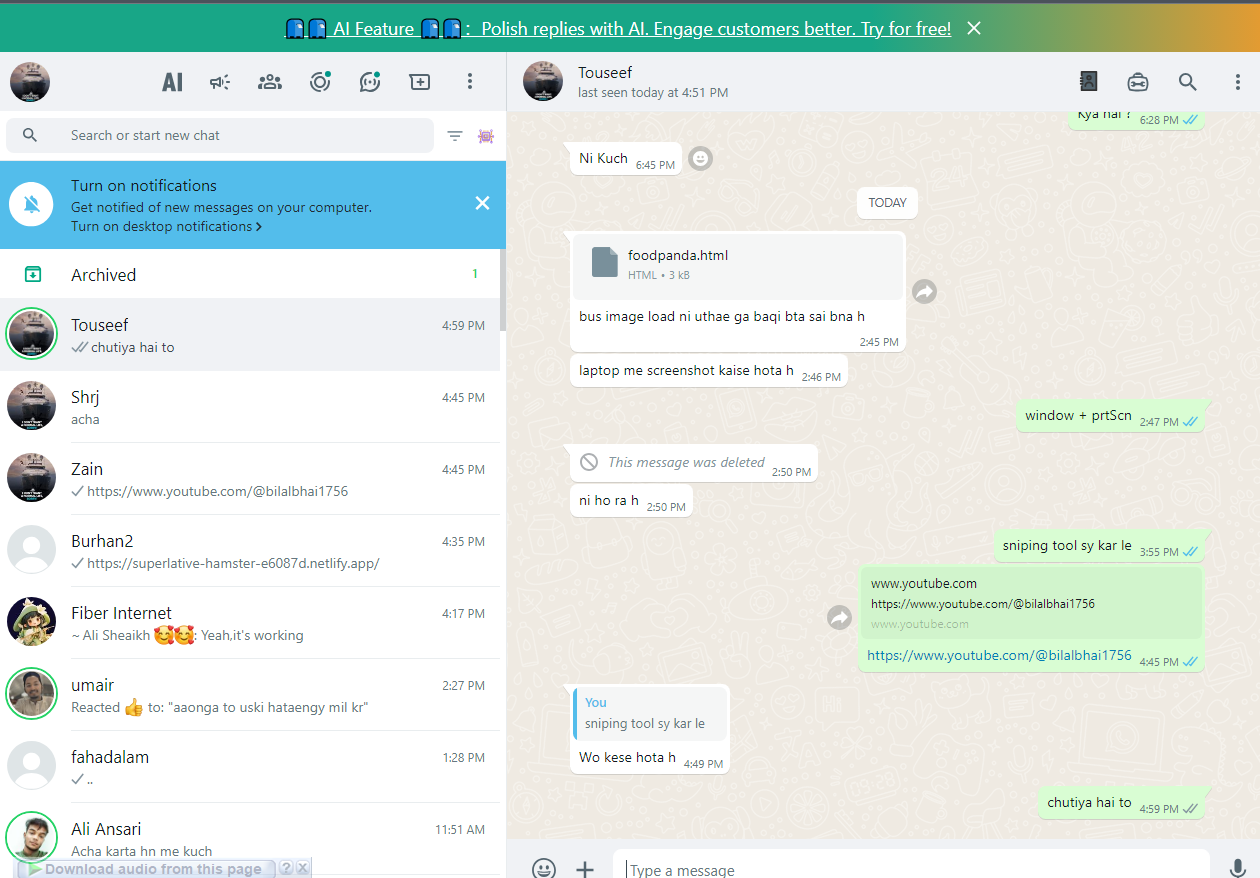 AI Feature : Polish replies with AI. Engage customers better. Try for free!
AI
Search or start new chat
Turn on notifications
Get notified of new messages on your computer.
Turn on desktop notifications >
Archived
1
Touseef
4:59 PM
chutiya hai to
Shrj
4:45 PM
acha
Zain
4:45 PM
https://www.youtube.com/@bilalbhai1756
Burhan2
4:35 PM
https://superlative-hamster-e6087d.netlify.app/
Fiber Internet
4:17 PM
~ Ali Sheaikh 🥰🥰: Yeah,it's working
umair
2:27 PM
Reacted 👍 to: "aaonga to uski hataengy mil kr"
fahadalam
1:28 PM
..
Ali Ansari
11:51 AM
Acha karta hn me kuch
Download audio from this page ? X
Touseef
last seen today at 4:51 PM
Kya hai ? 6:28 PM
Ni Kuch 6:45 PM
TODAY
foodpanda.html
HTML • 3 kB
bus image load ni uthae ga baqi bta sai bna h
2:45 PM
laptop me screenshot kaise hota h 2:46 PM
window + prtScn 2:47 PM
This message was deleted 2:50 PM
ni ho ra h 2:50 PM
sniping tool sy kar le 3:55 PM
www.youtube.com
https://www.youtube.com/@bilalbhai1756
www.youtube.com
https://www.youtube.com/@bilalbhai1756 4:45 PM
You
sniping tool sy kar le
Wo kese hota h 4:49 PM
chutiya hai to 4:59 PM
Type a message